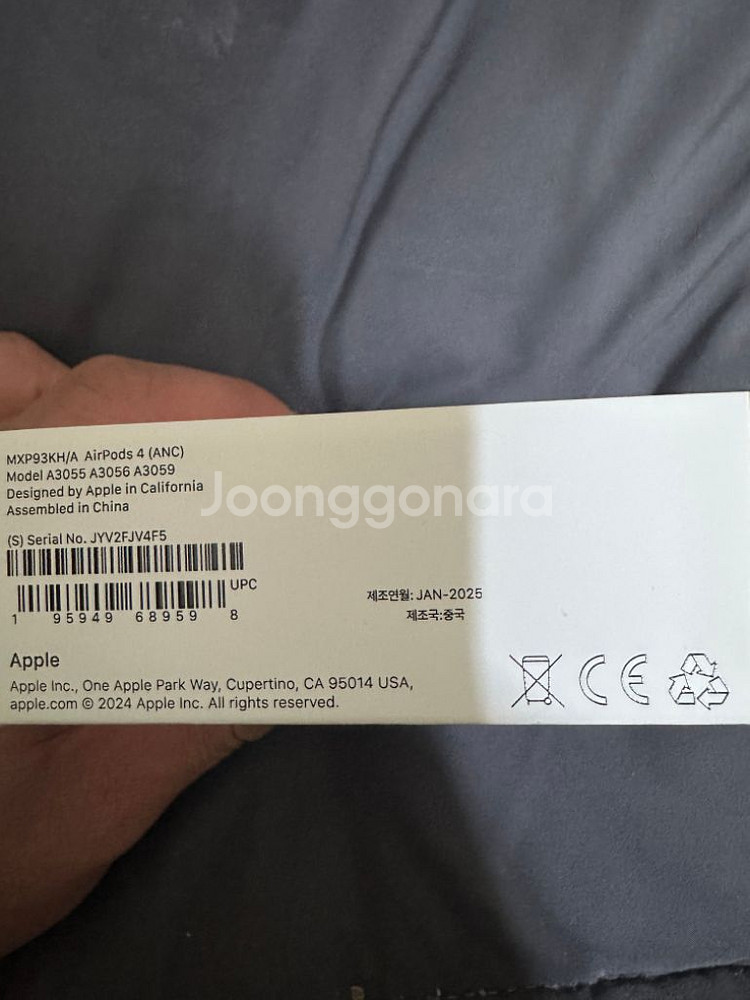 MXP93KH/A AirPods 4 (ANC)
Model A3055 A3056 A3059
Designed by Apple in California
Assembled in China
Joonggonara
(S) Serial No. JYV2FJV4F5
UPC
1 95949 68959 8
제조연월: JAN-2025
제조국:중국
Apple
Apple Inc., One Apple Park Way, Cupertino, CA 95014 USA,
apple.com © 2024 Apple Inc. All rights reserved.
CE